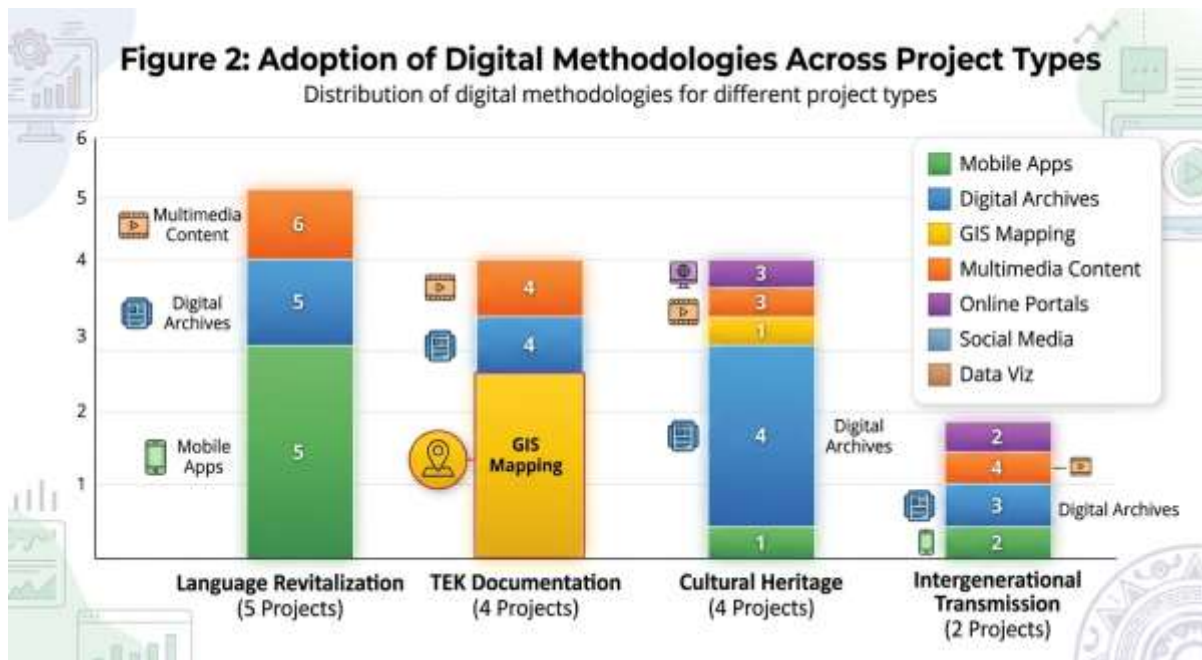 Figure 2: Adoption of Digital Methodologies Across Project Types
Distribution of digital methodologies for different project types
6
5
4
3
2
1
Multimedia
Content
Digital
Archives
Mobile
Apps
6
5
5
4
4
GIS
Mapping
3
3
1
4
1
Digital
Archives
2
4
3
2
Digital Archives
Mobile Apps
Digital Archives
GIS Mapping
Multimedia Content
Online Portals
Social Media
Data Viz
Language Revitalization
(5 Projects)
TEK Documentation
(4 Projects)
Cultural Heritage
(4 Projects)
Intergenerational
Transmission
(2 Projects)